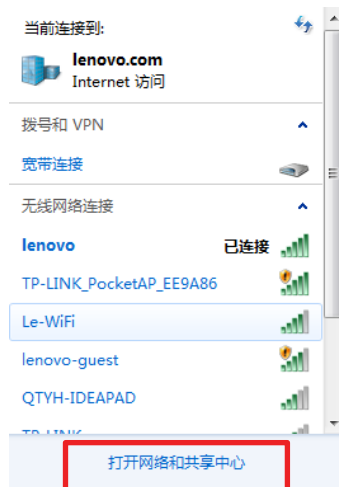 当前连接到:
lenovo.com
Internet 访问
拨号和 VPN
宽带连接
无线网络连接
lenovo 已连接
TP-LINK_PocketAP_EE9A86
Le-WiFi
lenovo-guest
QTYH-IDEAPAD
TP-LINK
打开网络和共享中心